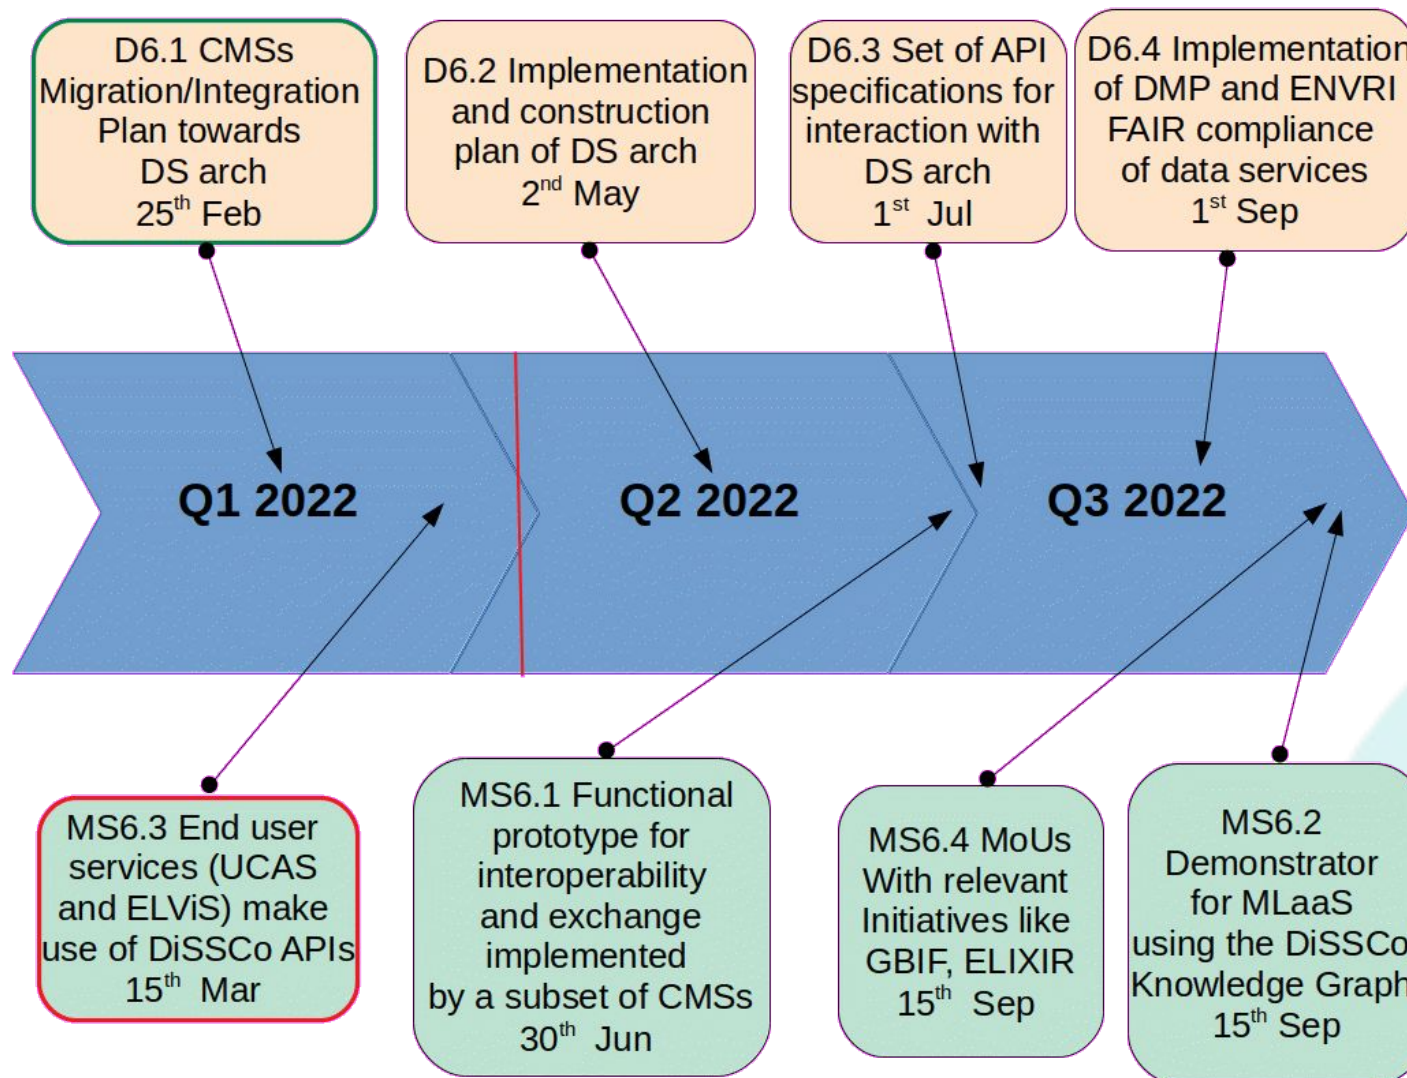 D6.1 CMSs
Migration/Integration
Plan towards
DS arch
25th Feb
D6.2 Implementation
and construction
plan of DS arch
2nd May
D6.3 Set of API
specifications for
interaction with
DS arch
1st Jul
D6.4 Implementation
of DMP and ENVRI
FAIR compliance
of data services
1st Sep
Q1 2022
Q2 2022
Q3 2022
MS6.3 End user
services (UCAS
and ELViS) make
use of DiSSCo APIs
15th Mar
MS6.1 Functional
prototype for
interoperability
and exchange
implemented
by a subset of CMSs
30th Jun
MS6.4 MoUs
With relevant
Initiatives like
GBIF, ELIXIR
15th Sep
MS6.2
Demonstrator
for MLaaS
using the DiSSCo
Knowledge Graph
15th Sep